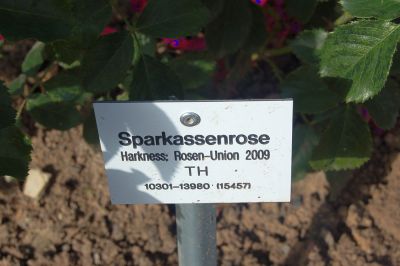 Sparkassenrose
Harkness; Rosen-Union 2009
TH
10301-13980 (15457)